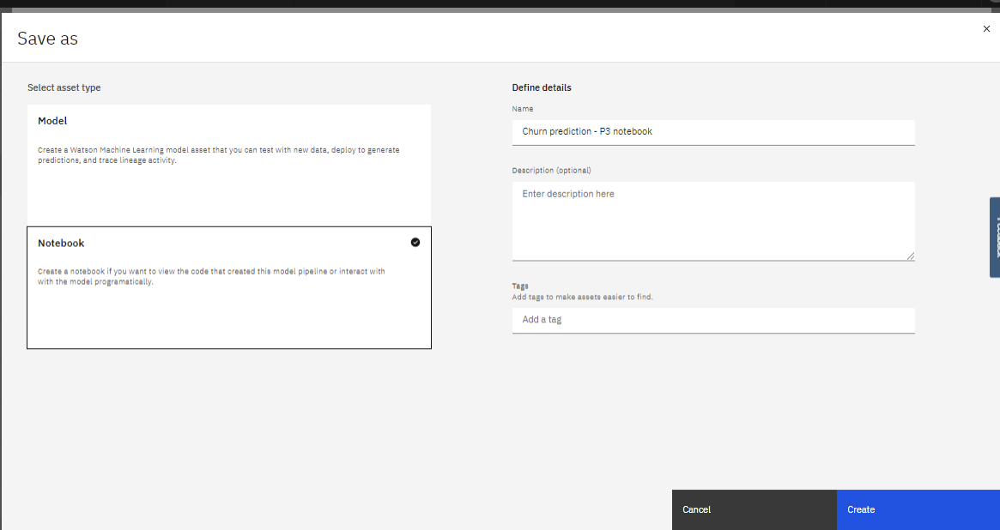 Save as
Select asset type
Model
Create a Watson Machine Learning model asset that you can test with new data, deploy to generate
predictions, and trace lineage activity.
Notebook
Create a notebook if you want to view the code that created this model pipeline or interact with
with the model programatically.
Define details
Name
Churn prediction - P3 notebook
Description (optional)
Enter description here
Tags
Add tags to make assets easier to find.
Add a tag
Cancel
Create